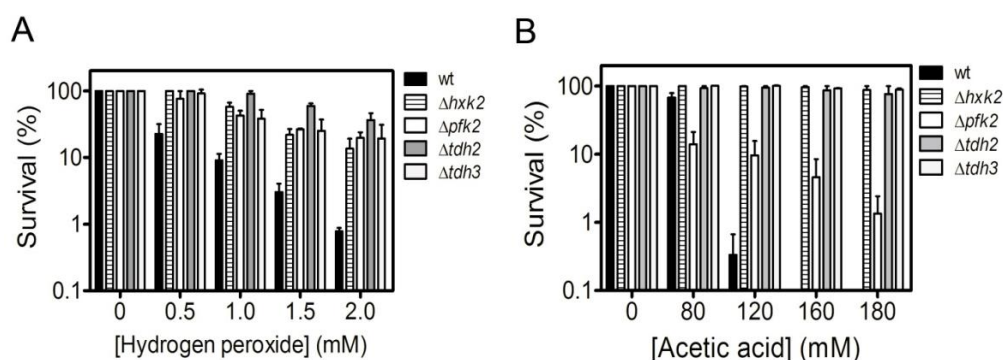 A
Survival (%)
100
10
1
0.1
0
0.5
1.0
1.5
2.0
[Hydrogen peroxide] (mM)
wt
Δhxk2
Δpfk2
Δtdh2
Δtdh3
B
Survival (%)
100
10
1
0.1
0
80
120
160
180
[Acetic acid] (mM)
wt
Δhxk2
Δpfk2
Δtdh2
Δtdh3